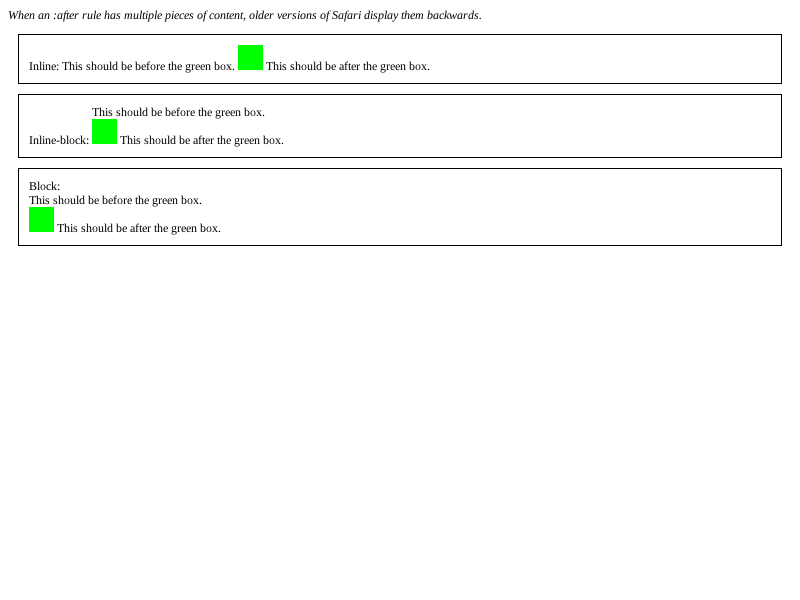 When an :after rule has multiple pieces of content, older versions of Safari display them backwards.
Inline: This should be before the green box. This should be after the green box.
This should be before the green box.
Inline-block: This should be after the green box.
Block:
This should be before the green box.
This should be after the green box.